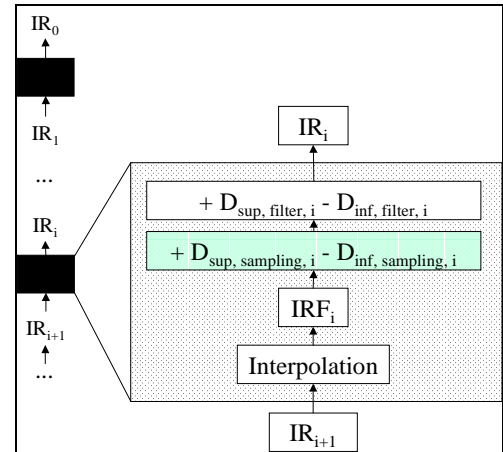 IR0
IR1
...
IRi
IRi+1
...
IRi
+ Dsup, filter, i - Dinf, filter, i
+ Dsup, sampling, i - Dinf, sampling, i
IRFi
Interpolation
IRi+1